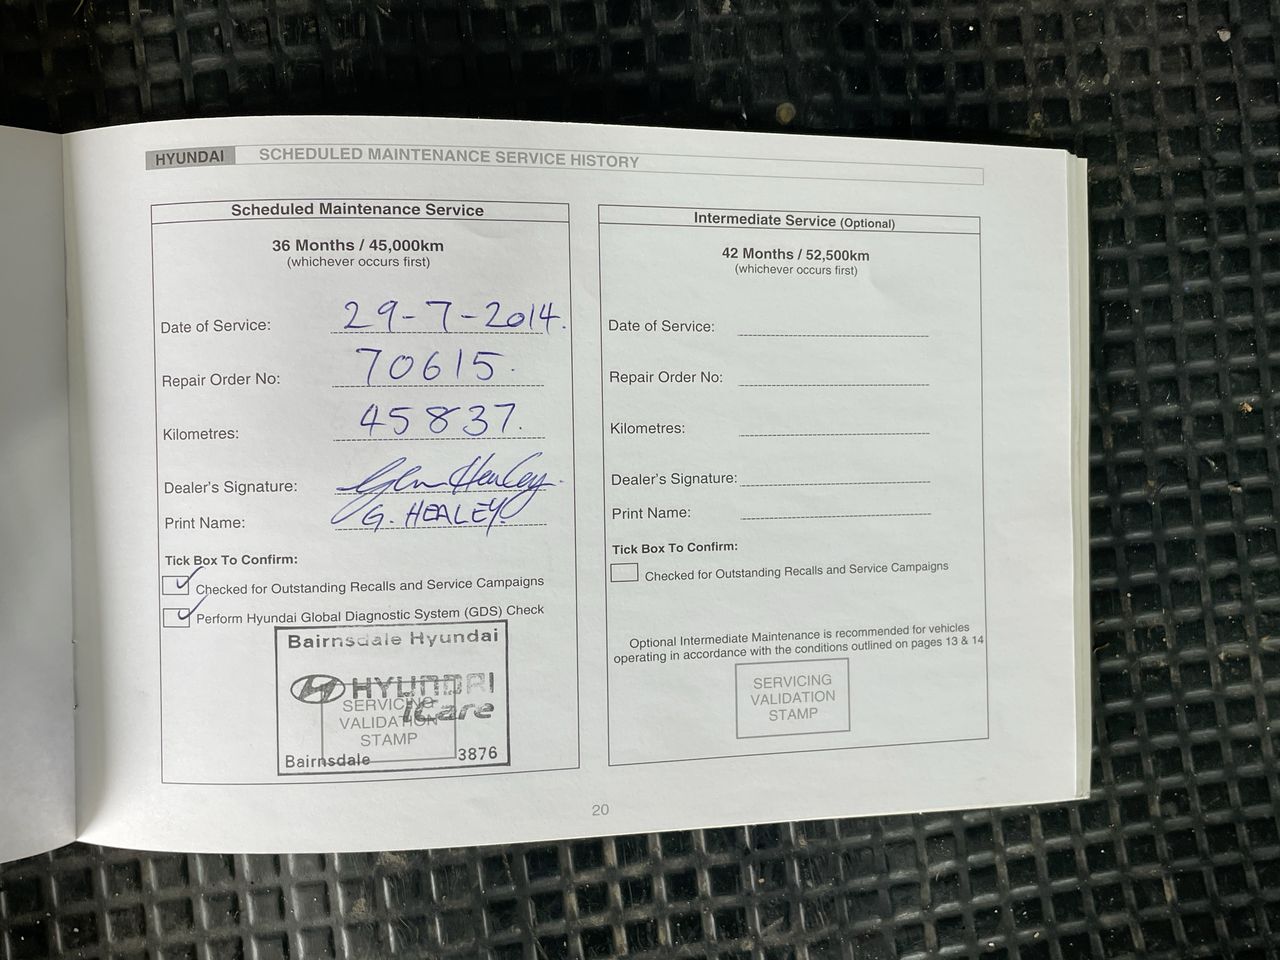 HYUNDAI SCHEDULED MAINTENANCE SERVICE HISTORY
Scheduled Maintenance Service
36 Months / 45,000km
(whichever occurs first)
Date of Service: 29-7-2014.
Repair Order No: 70615.
Kilometres: 45837.
Dealer's Signature: Glen Healey.
Print Name: G. HEALEY.
Tick Box To Confirm:
Checked for Outstanding Recalls and Service Campaigns
Perform Hyundai Global Diagnostic System (GDS) Check
Bairnsdale Hyundai
HYUNDAI
iCare
SERVICING
VALIDATION
STAMP
Bairnsdale 3876
Intermediate Service (Optional)
42 Months / 52,500km
(whichever occurs first)
Date of Service:
Repair Order No:
Kilometres:
Dealer's Signature:
Print Name:
Tick Box To Confirm:
Checked for Outstanding Recalls and Service Campaigns
Optional Intermediate Maintenance is recommended for vehicles
operating in accordance with the conditions outlined on pages 13 & 14
SERVICING
VALIDATION
STAMP
20